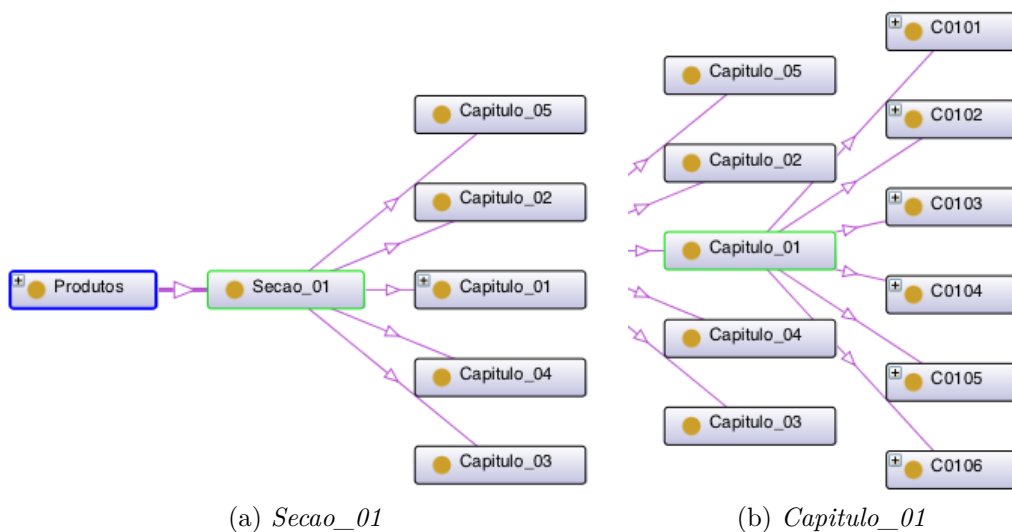 Produtos
Secao_01
Capitulo_05
Capitulo_02
Capitulo_01
Capitulo_04
Capitulo_03
(a) Secao_01
Capitulo_05
Capitulo_02
Capitulo_01
Capitulo_04
Capitulo_03
C0101
C0102
C0103
C0104
C0105
C0106
(b) Capitulo_01